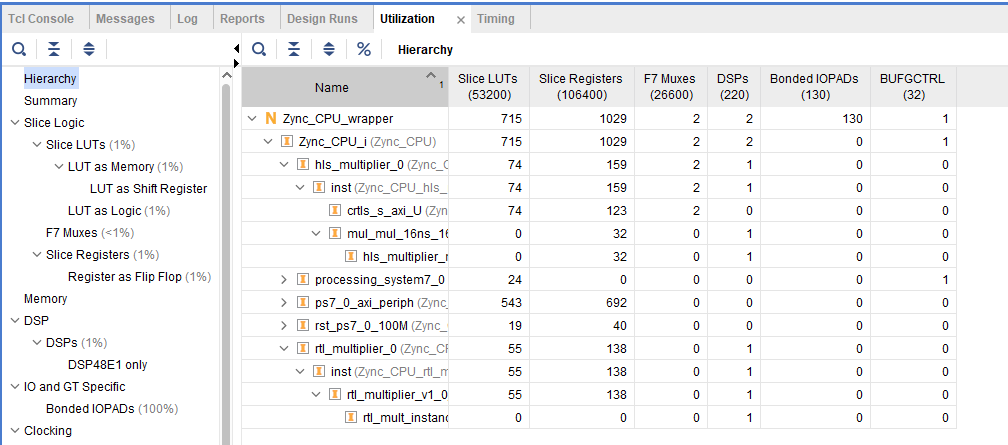 Tcl Console Messages Log Reports Design Runs Utilization × Timing
Hierarchy
Hierarchy
Summary
Slice Logic
Slice LUTs (1%)
LUT as Memory (1%)
LUT as Shift Register
LUT as Logic (1%)
F7 Muxes (<1%)
Slice Registers (1%)
Register as Flip Flop (1%)
Memory
DSP
DSPs (1%)
DSP48E1 only
IO and GT Specific
Bonded IOPADs (100%)
Clocking
Name 1 Slice LUTs (53200) Slice Registers (106400) F7 Muxes (26600) DSPs (220) Bonded IOPADs (130) BUFGCTRL (32)
N Zync_CPU_wrapper 715 1029 2 2 130 1
Zync_CPU_i (Zync_CPU) 715 1029 2 2 0 1
hls_multiplier_0 (Zync_C 74 159 2 1 0 0
inst (Zync_CPU_hls_ 74 159 2 1 0 0
crtls_s_axi_U (Zyn 74 123 2 0 0 0
mul_mul_16ns_16 0 32 0 1 0 0
hls_multiplier_r 0 32 0 1 0 0
processing_system7_0 24 0 0 0 0 1
ps7_0_axi_periph (Zync_ 543 692 0 0 0 0
rst_ps7_0_100M (Zync_C 19 40 0 0 0 0
rtl_multiplier_0 (Zync_CF 55 138 0 1 0 0
inst (Zync_CPU_rtl_m 55 138 0 1 0 0
rtl_multiplier_v1_0 55 138 0 1 0 0
rtl_mult_instanc 0 0 0 1 0 0